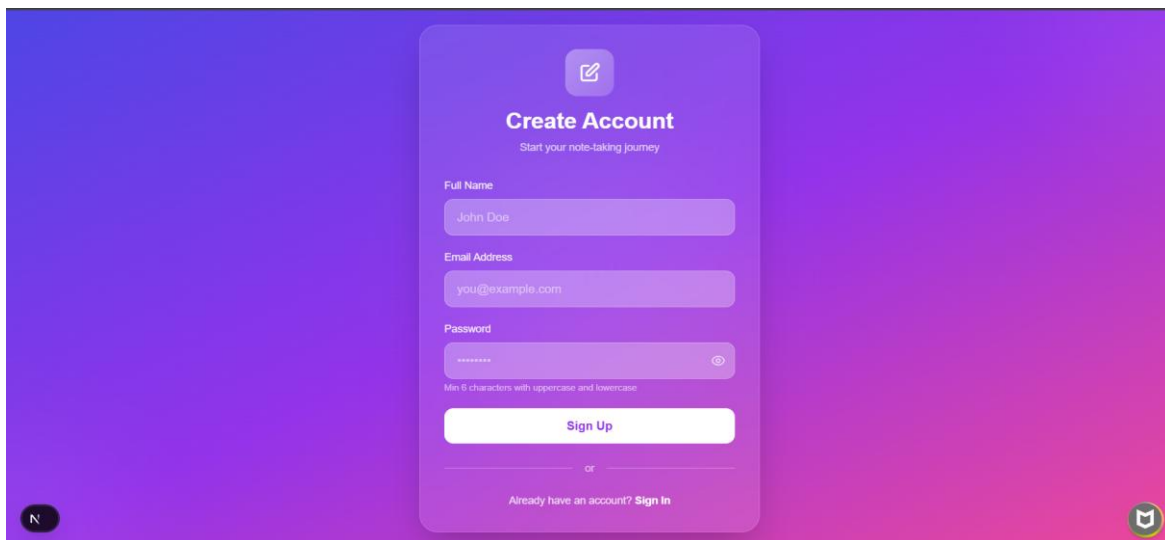 Create Account
Start your note-taking journey
Full Name
John Doe
Email Address
you@example.com
Password
••••••••
Min 6 characters with uppercase and lowercase
Sign Up
or
Already have an account? Sign In
N